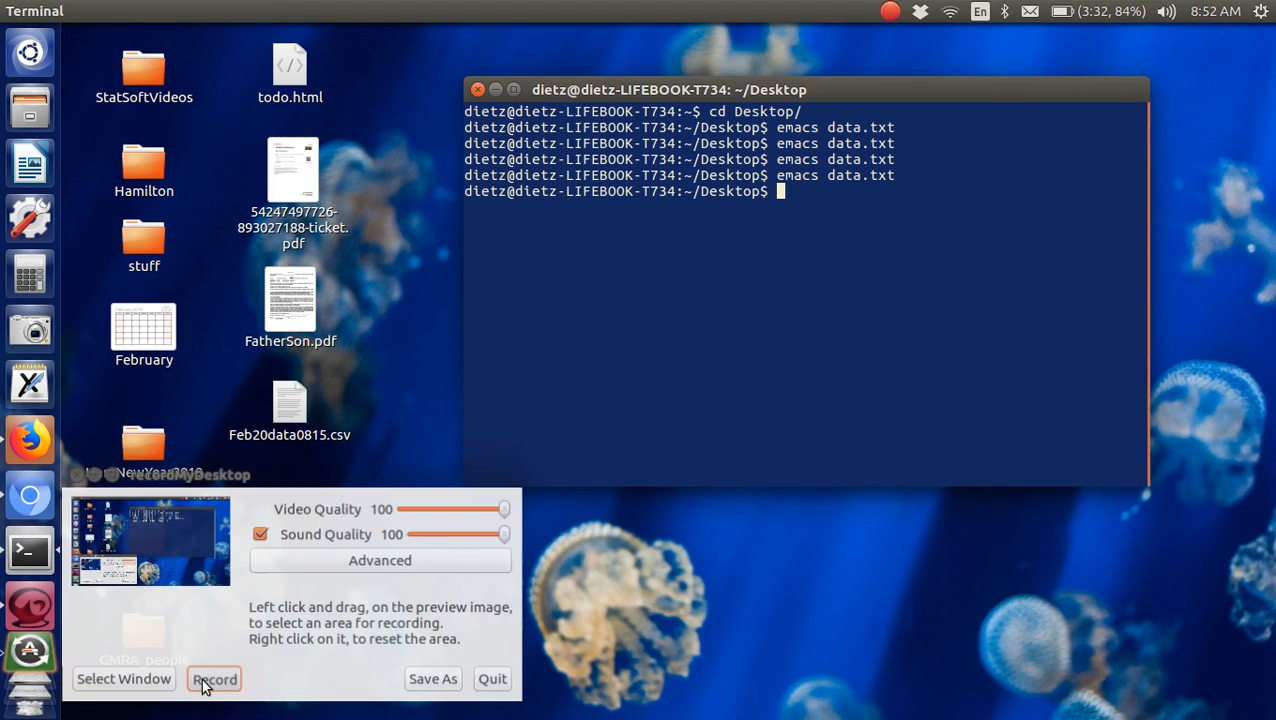 Terminal
En
(3:32, 84%)
8:52 AM
StatSoftVideos
todo.html
Hamilton
54247497726-
893027188-ticket.
pdf
stuff
FatherSon.pdf
February
Feb20data0815.csv
dietz@dietz-LIFEBOOK-T734: ~/Desktop
dietz@dietz-LIFEBOOK-T734:~$ cd Desktop/
dietz@dietz-LIFEBOOK-T734:~/Desktop$ emacs data.txt
dietz@dietz-LIFEBOOK-T734:~/Desktop$ emacs data.txt
dietz@dietz-LIFEBOOK-T734:~/Desktop$ emacs data.txt
dietz@dietz-LIFEBOOK-T734:~/Desktop$ emacs data.txt
dietz@dietz-LIFEBOOK-T734:~/Desktop$
recordMyDesktop
Video Quality 100
Sound Quality 100
Advanced
Left click and drag, on the preview image,
to select an area for recording.
Right click on it, to reset the area.
GMRA_people
Select Window
Record
Save As
Quit